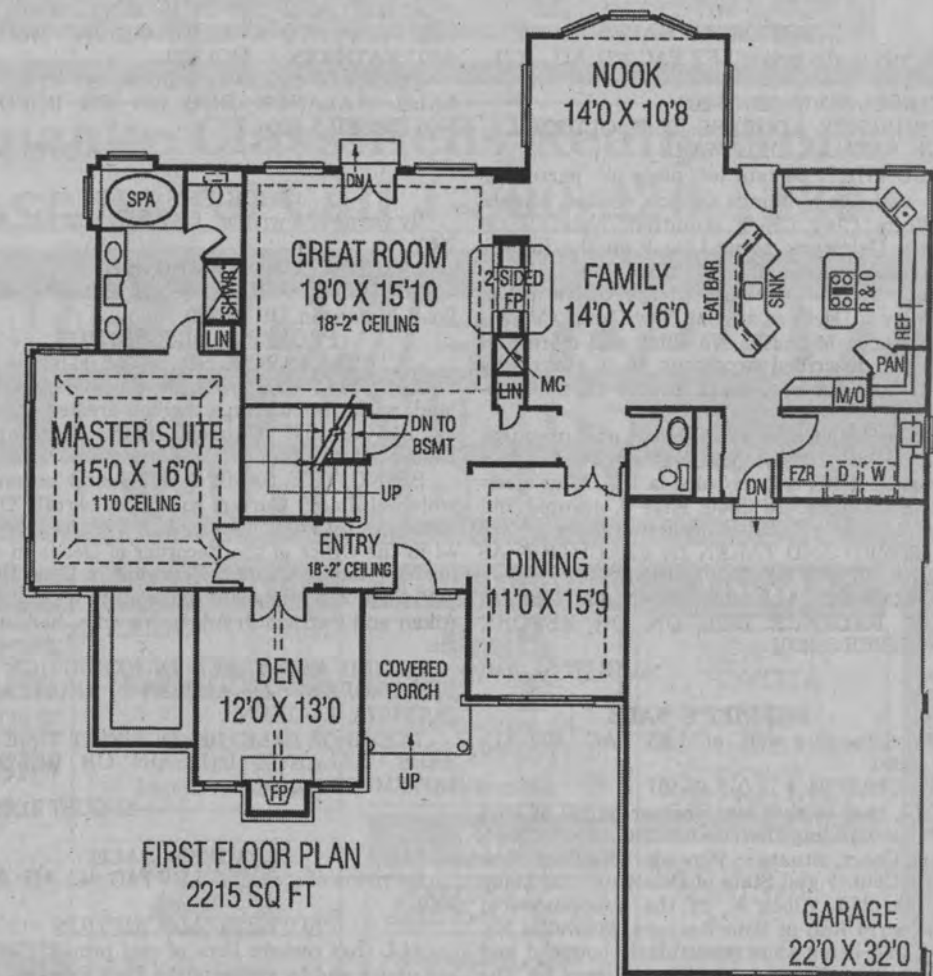 NOOK
14'0 X 10'8
SPA
DN
SHWR
LIN
GREAT ROOM
18'0 X 15'10
18'-2" CEILING
2-SIDED
FP
FAMILY
14'0 X 16'0
EAT BAR
SINK
R & O
REF
PAN
M/O
MC
LIN
MASTER SUITE
15'0 X 16'0
11'0 CEILING
DN TO
BSMT
UP
FZR
D
W
DN
ENTRY
18'-2" CEILING
DINING
11'0 X 15'9
DEN
12'0 X 13'0
COVERED
PORCH
UP
FP
FIRST FLOOR PLAN
2215 SQ FT
GARAGE
22'0 X 32'0